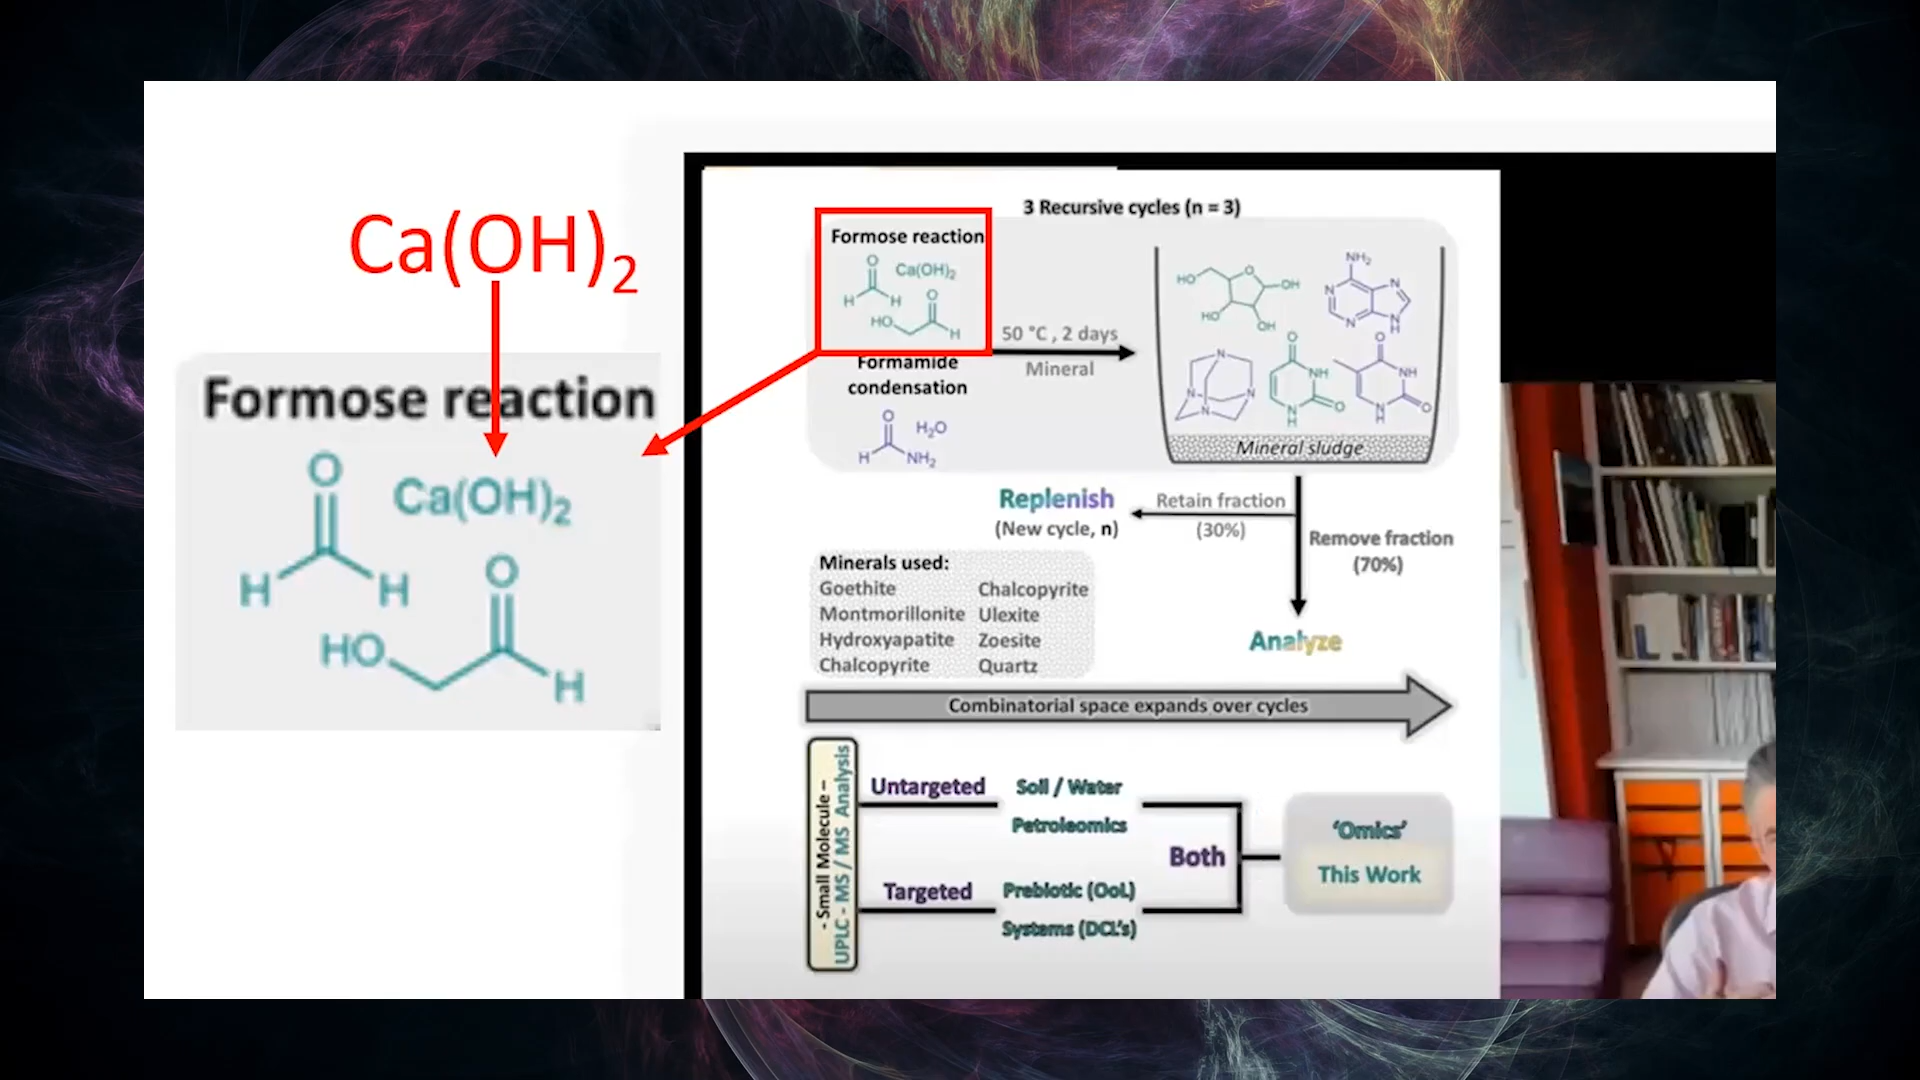 Ca(OH)₂
Formose reaction
O
Ca(OH)₂
H
H
O
HO
H
3 Recursive cycles (n = 3)
Formose reaction
O
Ca(OH)₂
H
H
O
HO
H
Formamide
condensation
O
H₂O
H
NH₂
50 °C , 2 days
Mineral
HO
O
OH
HO
OH
NH₂
N
N
N
N
H
N
N
N
N
O
NH
N
H
O
O
NH
N
H
O
Mineral sludge
Replenish
(New cycle, n)
Retain fraction
(30%)
Remove fraction
(70%)
Minerals used:
Goethite Chalcopyrite
Montmorillonite Ulexite
Hydroxyapatite Zoesite
Chalcopyrite Quartz
Analyze
Combinatorial space expands over cycles
- Small Molecule –
UPLC - MS / MS Analysis
Untargeted
Soil / Water
Petroleomics
Both
Targeted
Prebiotic (OoL)
Systems (DCL's)
'Omics'
This Work